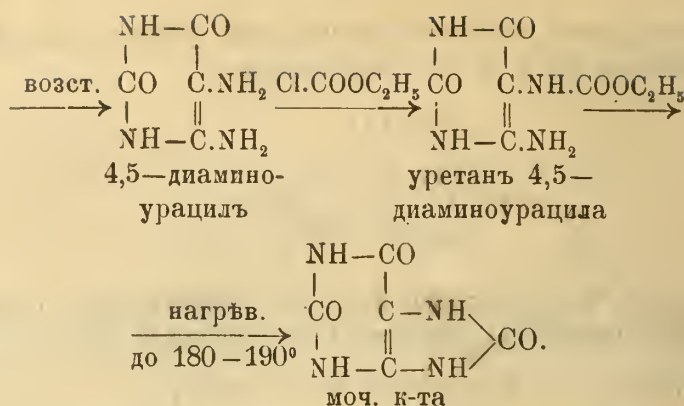 NH—CO NH—CO
возст. CO C.NH₂ Cl.COOC₂H₅ CO C.NH.COOC₂H₅
NH—C.NH₂ NH—C.NH₂
4,5—диамино- уретанъ 4,5—
урацилъ диаминоурацила
NH—CO
нагрѣв. CO C—NH
до 180—190° NH—C—NH CO.
моч. к-та